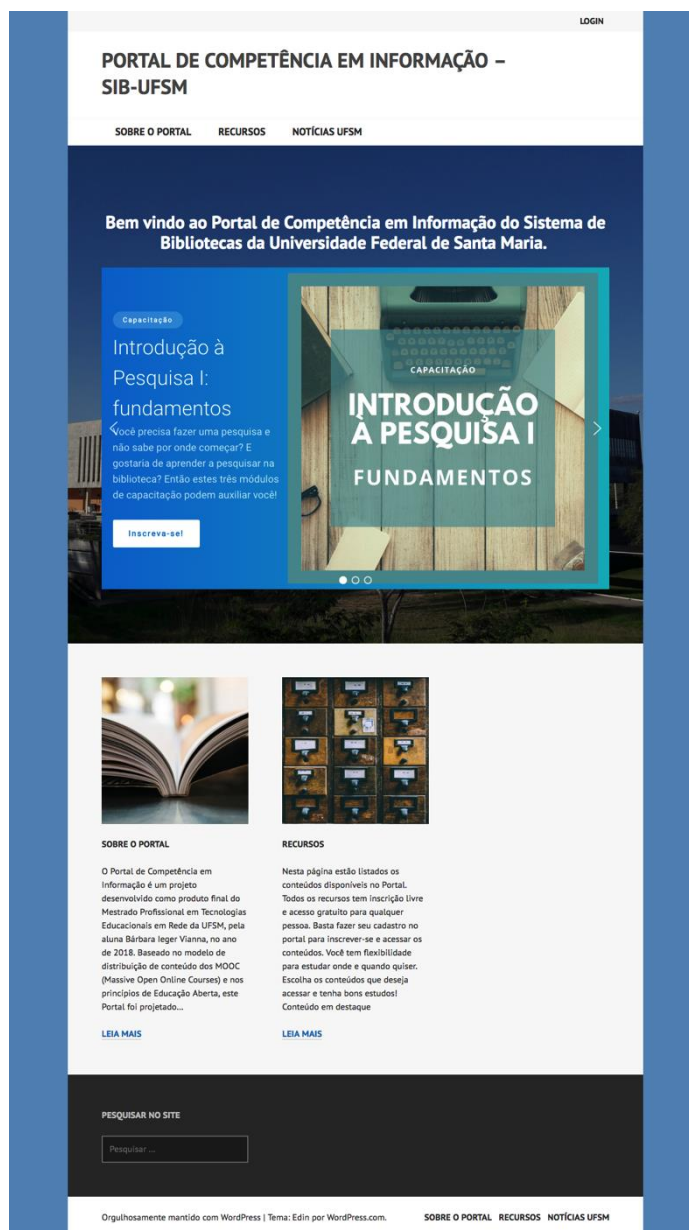 LOGIN
PORTAL DE COMPETÊNCIA EM INFORMAÇÃO –
SIB-UFSM
SOBRE O PORTAL RECURSOS NOTÍCIAS UFSM
Bem vindo ao Portal de Competência em Informação do Sistema de
Bibliotecas da Universidade Federal de Santa Maria.
Capacitação
Introdução à
Pesquisa I:
fundamentos
Você precisa fazer uma pesquisa e
não sabe por onde começar? E
gostaria de aprender a pesquisar na
biblioteca? Então estes três módulos
de capacitação podem auxiliar você!
Inscreva-se!
CAPACITAÇÃO
INTRODUÇÃO
À PESQUISA I
FUNDAMENTOS
SOBRE O PORTAL
O Portal de Competência em
Informação é um projeto
desenvolvido como produto final do
Mestrado Profissional em Tecnologias
Educacionais em Rede da UFSM, pela
aluna Bárbara Ieger Vianna, no ano
de 2018. Baseado no modelo de
distribuição de conteúdo dos MOOC
(Massive Open Online Courses) e nos
princípios de Educação Aberta, este
Portal foi projetado...
LEIA MAIS
RECURSOS
Nesta página estão listados os
conteúdos disponíveis no Portal.
Todos os recursos tem inscrição livre
e acesso gratuito para qualquer
pessoa. Basta fazer seu cadastro no
portal para inscrever-se e acessar os
conteúdos. Você tem flexibilidade
para estudar onde e quando quiser.
Escolha os conteúdos que deseja
acessar e tenha bons estudos!
Conteúdo em destaque
LEIA MAIS
PESQUISAR NO SITE
Pesquisar ...
Orgulhosamente mantido com WordPress | Tema: Edin por WordPress.com.
SOBRE O PORTAL RECURSOS NOTÍCIAS UFSM